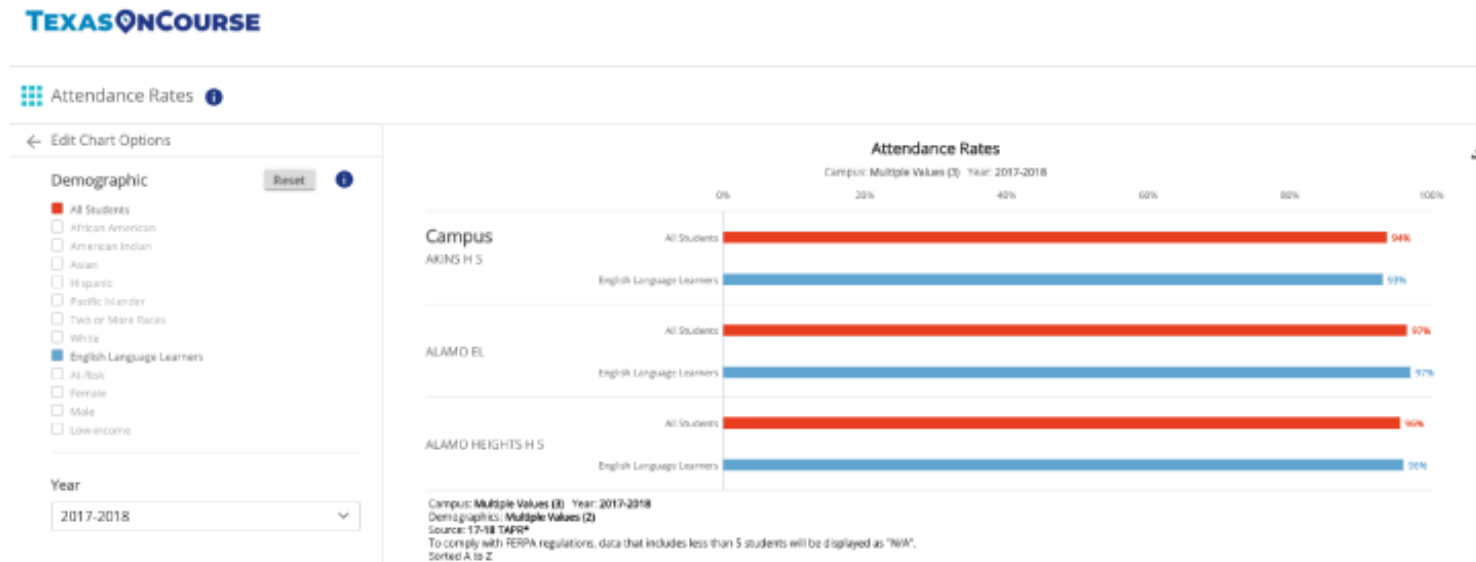 TEXASONCOURSE
Attendance Rates
Edit Chart Options
Demographic
Reset
All Students
African American
American Indian
Asian
Hispanic
Pacific Islander
Two or More Races
White
English Language Learners
At-Risk
Female
Male
Low-income
Year
2017-2018
Attendance Rates
Campus: Multiple Values (3) Year: 2017-2018
0% 20% 40% 60% 80% 100%
Campus
AKINS H S
All Students 94%
English Language Learners 93%
ALAMO EL
All Students 97%
English Language Learners 97%
ALAMO HEIGHTS H S
All Students 96%
English Language Learners 96%
Campus: Multiple Values (3) Year: 2017-2018
Demographics: Multiple Values (2)
Source: 17-18 TAPR*
To comply with FERPA regulations, data that includes less than 5 students will be displayed as "N/A".
Sorted A to Z